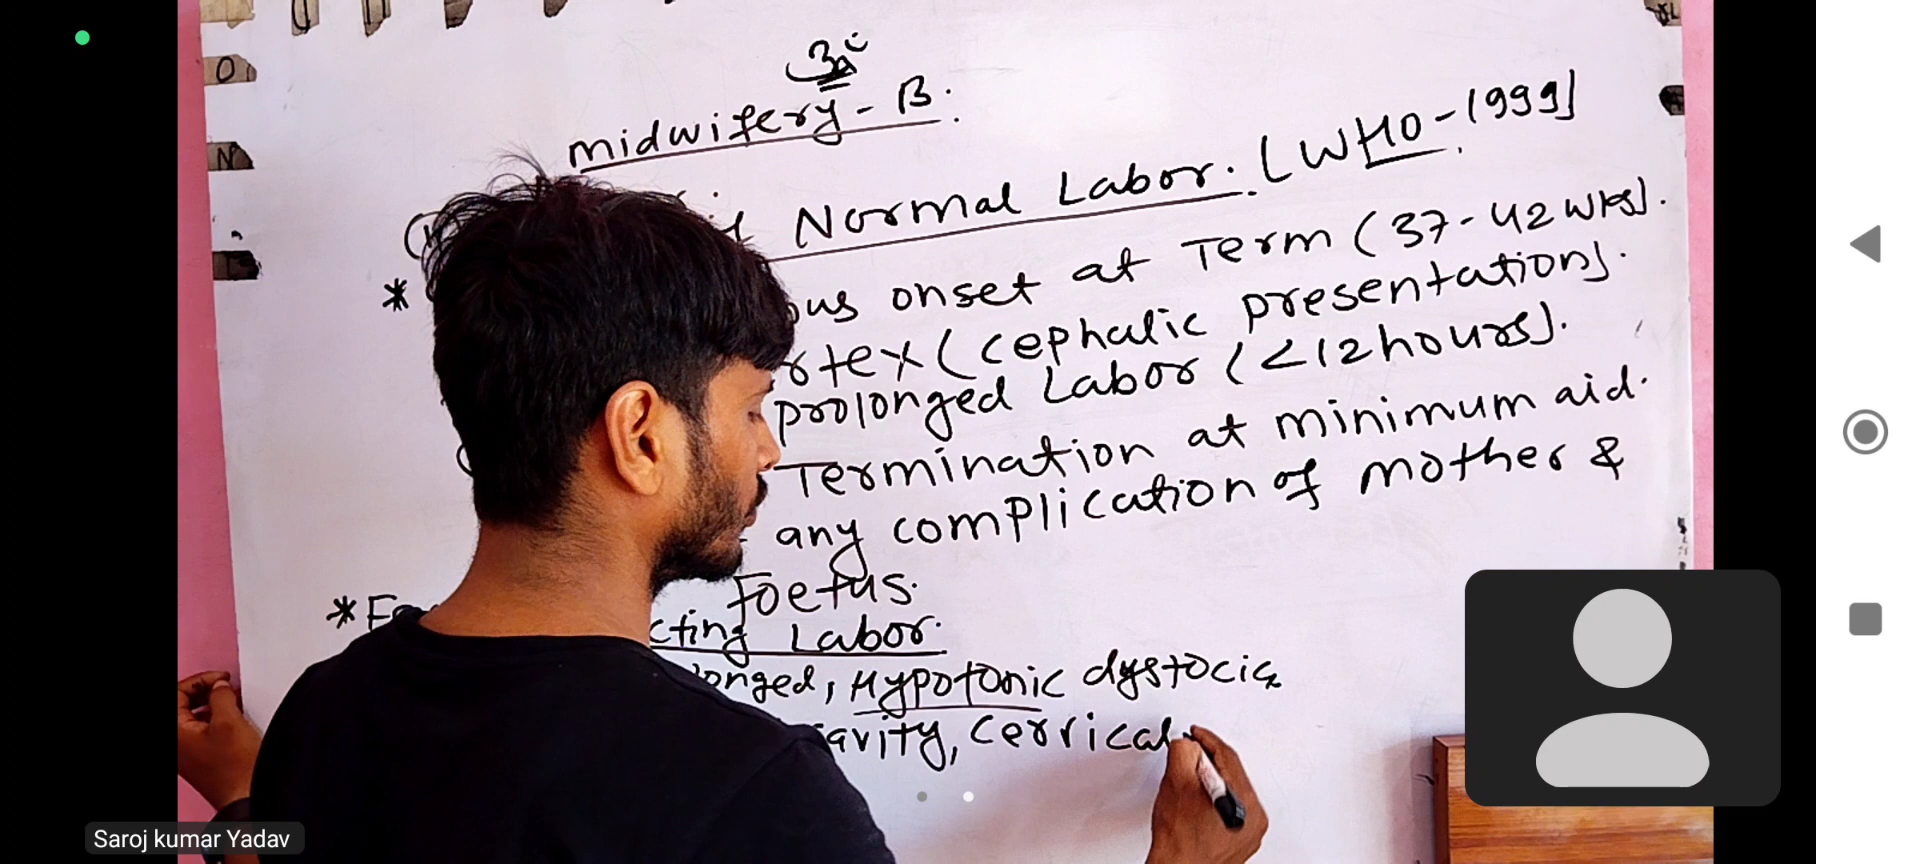 ॐ
O
midwifery - B.
N
Normal Labor. [WHO-1999]
* ous onset at Term (37-42 wks).
rtex (cephalic presentation).
prolonged Labor (<12 hours).
Termination at minimum aid.
any complication of mother &
Foetus.
* Fa cting Labor.
onged, Hypotonic dystocia
avity, cervical
Saroj kumar Yadav